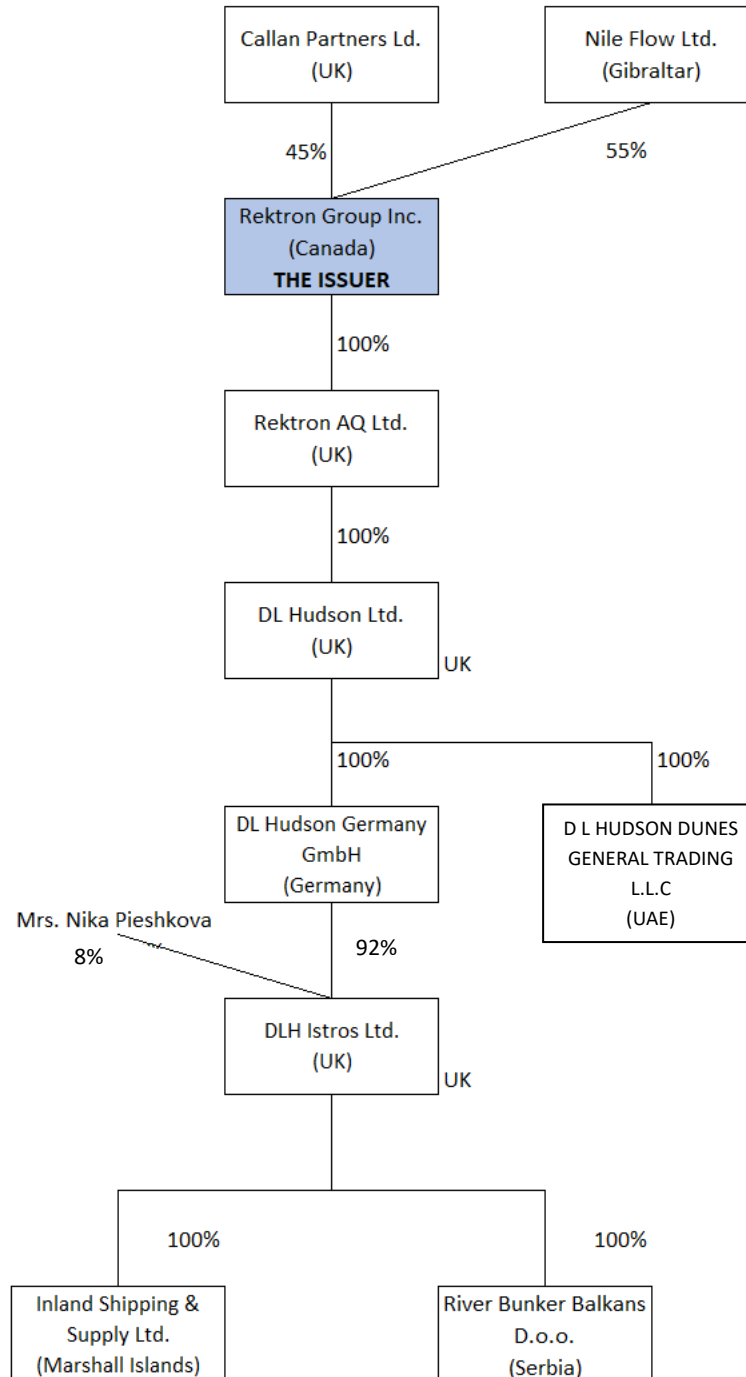 Callan Partners Ld.
(UK)
Nile Flow Ltd.
(Gibraltar)
45%
55%
Rektron Group Inc.
(Canada)
THE ISSUER
100%
Rektron AQ Ltd.
(UK)
100%
DL Hudson Ltd.
(UK)
UK
100%
100%
DL Hudson Germany
GmbH
(Germany)
D L HUDSON DUNES
GENERAL TRADING
L.L.C
(UAE)
Mrs. Nika Pieshkova
8%
92%
DLH Istros Ltd.
(UK)
UK
100%
100%
Inland Shipping &
Supply Ltd.
(Marshall Islands)
River Bunker Balkans
D.o.o.
(Serbia)